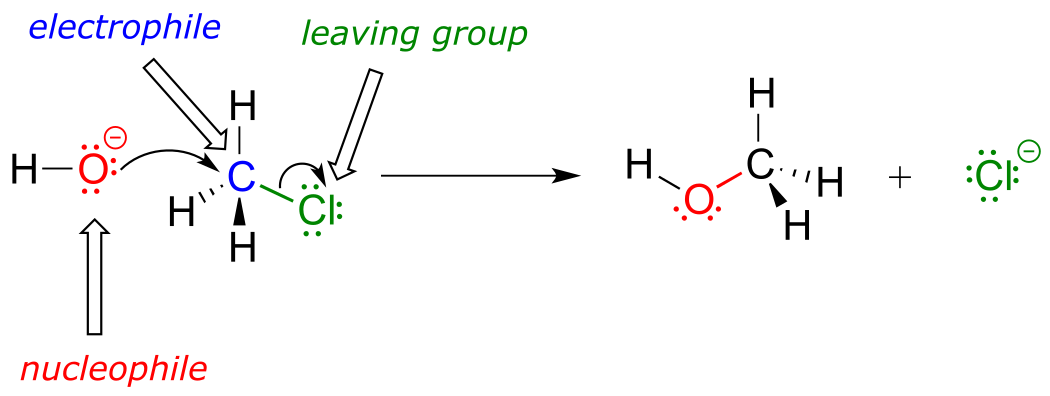 electrophile
leaving group
H
H
H—O:⊖
C
H
H
Cl
H
H
C
H
O
H
+
Cl⊖
nucleophile